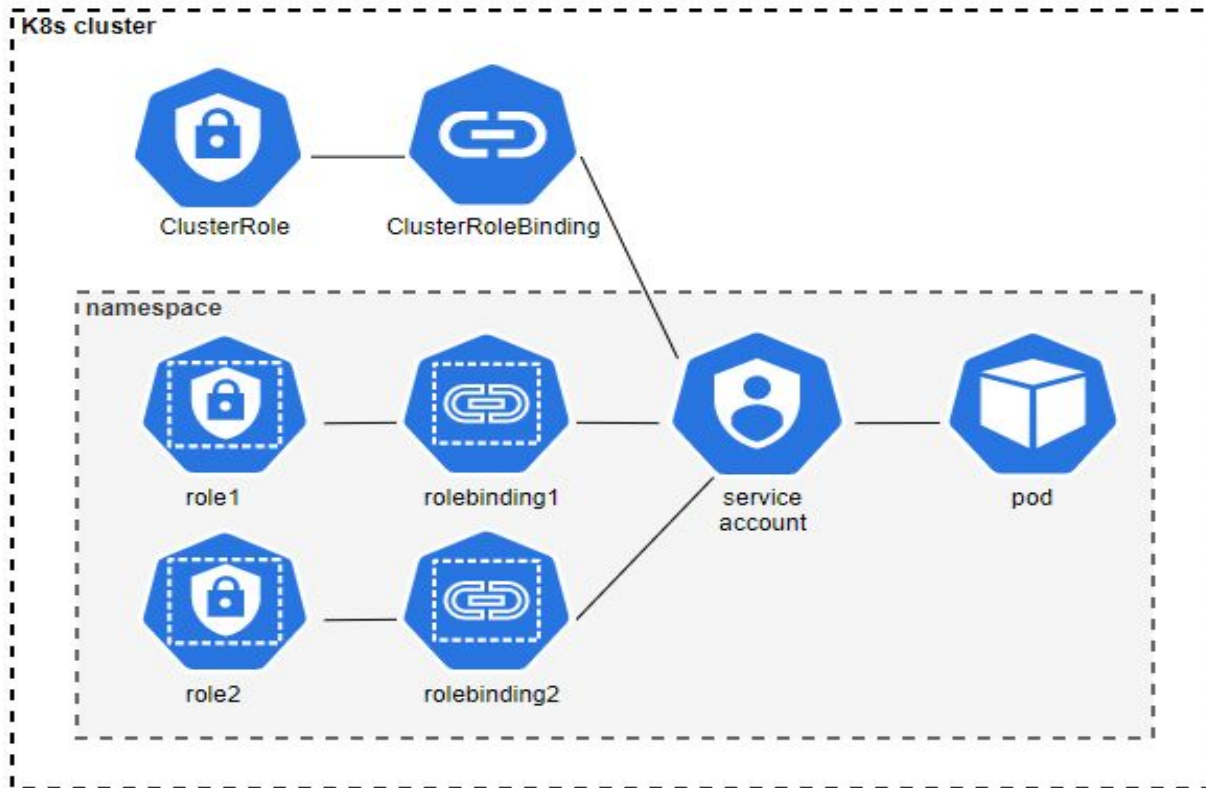 K8s cluster
ClusterRole
ClusterRoleBinding
namespace
role1
rolebinding1
service
account
pod
role2
rolebinding2